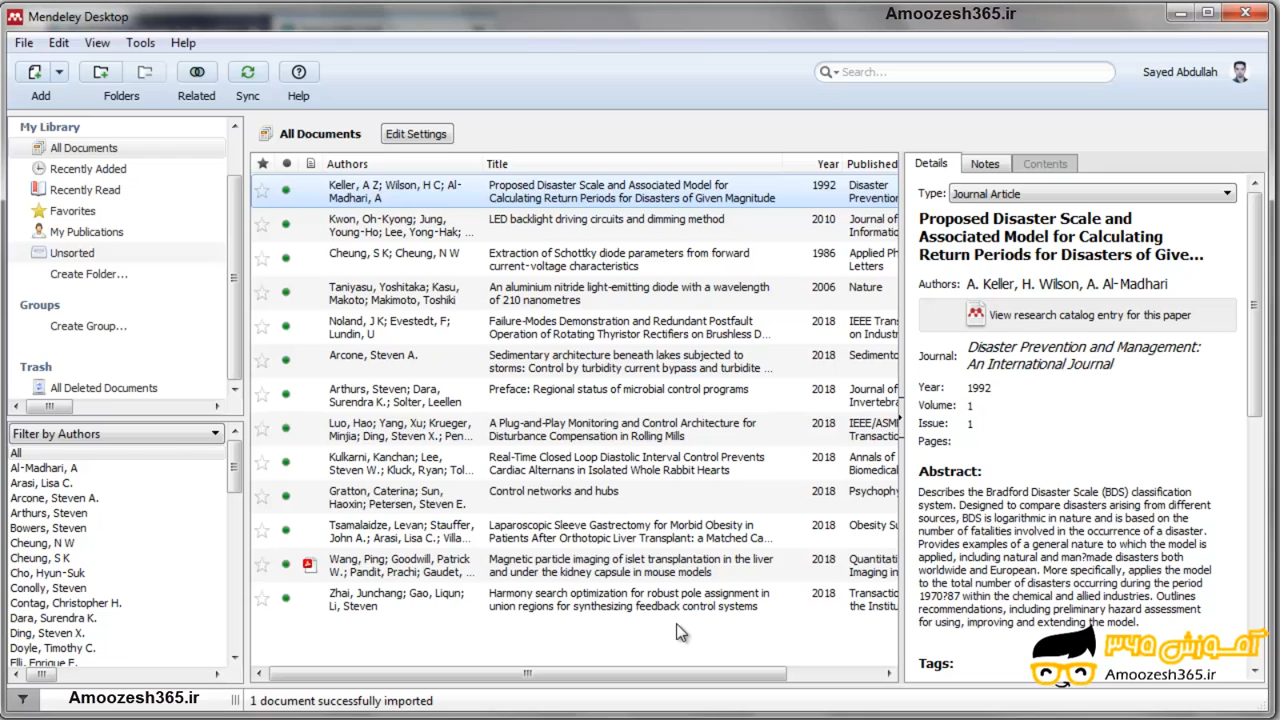 Mendeley Desktop
Amoozesh365.ir
File Edit View Tools Help
Search...
Sayed Abdullah
Add Folders Related Sync Help
My Library
All Documents
Recently Added
Recently Read
Favorites
My Publications
Unsorted
Create Folder...
Groups
Create Group...
Trash
All Deleted Documents
Filter by Authors
All
Al-Madhari, A
Arasi, Lisa C.
Arcone, Steven A.
Arthurs, Steven
Bowers, Steven
Cheung, N W
Cheung, S K
Cho, Hyun-Suk
Conolly, Steven
Contag, Christopher H.
Dara, Surendra K.
Ding, Steven X.
Doyle, Timothy C.
Elli, Enrique F.
All Documents Edit Settings
Authors Title Year Published
Keller, A Z; Wilson, H C; Al- Proposed Disaster Scale and Associated Model for 1992 Disaster
Madhari, A Calculating Return Periods for Disasters of Given Magnitude Prevention
Kwon, Oh-Kyong; Jung, LED backlight driving circuits and dimming method 2010 Journal of
Young-Ho; Lee, Yong-Hak; ... Informatic
Cheung, S K; Cheung, N W Extraction of Schottky diode parameters from forward 1986 Applied Ph
current-voltage characteristics Letters
Taniyasu, Yoshitaka; Kasu, An aluminium nitride light-emitting diode with a wavelength 2006 Nature
Makoto; Makimoto, Toshiki of 210 nanometres
Noland, J K; Evestedt, F; Failure-Modes Demonstration and Redundant Postfault 2018 IEEE Trans
Lundin, U Operation of Rotating Thyristor Rectifiers on Brushless D... on Indust
Arcone, Steven A. Sedimentary architecture beneath lakes subjected to 2018 Sedimento
storms: Control by turbidity current bypass and turbidite ...
Arthurs, Steven; Dara, Preface: Regional status of microbial control programs 2018 Journal of
Surendra K.; Solter, Leellen Invertebra
Luo, Hao; Yang, Xu; Krueger, A Plug-and-Play Monitoring and Control Architecture for 2018 IEEE/ASM
Minjia; Ding, Steven X.; Pen... Disturbance Compensation in Rolling Mills Transactio
Kulkarni, Kanchan; Lee, Real-Time Closed Loop Diastolic Interval Control Prevents 2018 Annals of
Steven W.; Kluck, Ryan; Tol... Cardiac Alternans in Isolated Whole Rabbit Hearts Biomedical
Gratton, Caterina; Sun, Control networks and hubs 2018 Psychophy
Haoxin; Petersen, Steven E.
Tsamalaidze, Levan; Stauffer, Laparoscopic Sleeve Gastrectomy for Morbid Obesity in 2018 Obesity Su
John A.; Arasi, Lisa C.; Villa... Patients After Orthotopic Liver Transplant: a Matched Ca...
Wang, Ping; Goodwill, Patrick Magnetic particle imaging of islet transplantation in the liver 2018 Quantitati
W.; Pandit, Prachi; Gaudet, ... and under the kidney capsule in mouse models Imaging in
Zhai, Junchang; Gao, Liqun; Harmony search optimization for robust pole assignment in 2018 Transactio
Li, Steven union regions for synthesizing feedback control systems the Institu
Details Notes Contents
Type: Journal Article
Proposed Disaster Scale and
Associated Model for Calculating
Return Periods for Disasters of Give...
Authors: A. Keller, H. Wilson, A. Al-Madhari
View research catalog entry for this paper
Journal: Disaster Prevention and Management:
An International Journal
Year: 1992
Volume: 1
Issue: 1
Pages:
Abstract:
Describes the Bradford Disaster Scale (BDS) classification
system. Designed to compare disasters arising from different
sources, BDS is logarithmic in nature and is based on the
number of fatalities involved in the occurrence of a disaster.
Provides examples of a general nature to which the model is
applied, including natural and man?made disasters both
worldwide and European. More specifically, applies the model
to the total number of disasters occurring during the period
1970?87 within the chemical and allied industries. Outlines
recommendations, including preliminary hazard assessment
for using, improving and extending the model.
Tags:
آموزش ۳۶۵
Amoozesh365.ir
Amoozesh365.ir
1 document successfully imported